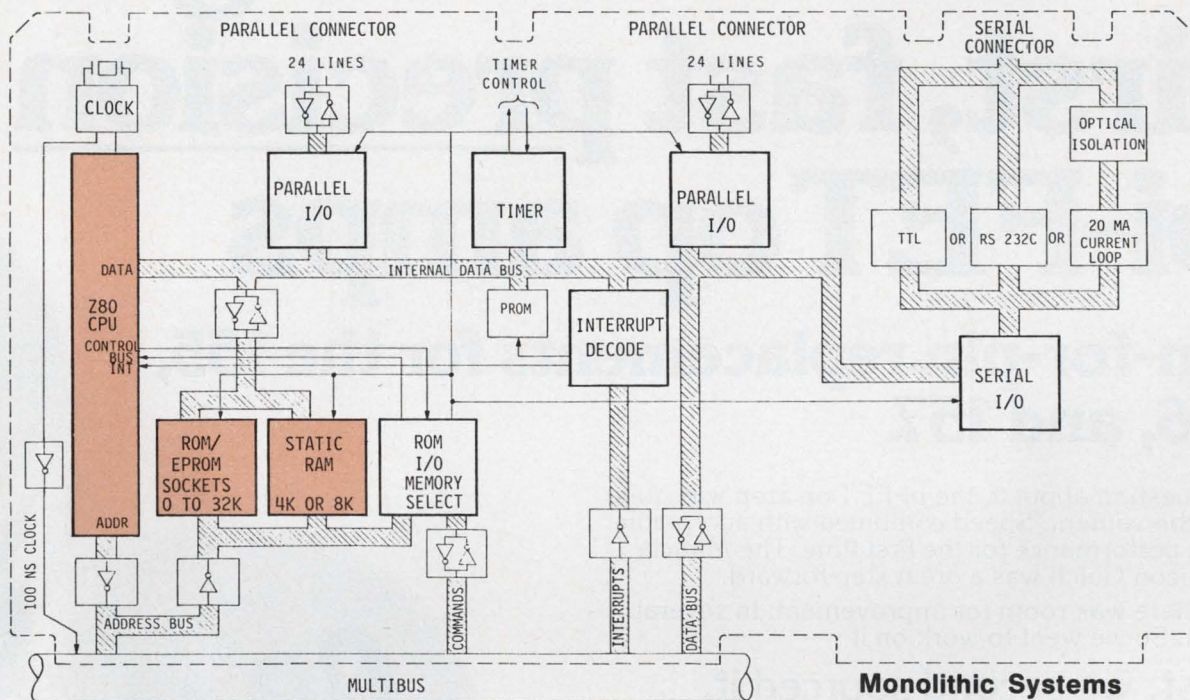 PARALLEL CONNECTOR
PARALLEL CONNECTOR
SERIAL
CONNECTOR
24 LINES
TIMER
CONTROL
24 LINES
CLOCK
OPTICAL
ISOLATION
PARALLEL
I/O
TIMER
PARALLEL
I/O
TTL
OR
RS 232C
OR
20 MA
CURRENT
LOOP
DATA
INTERNAL DATA BUS
Z80
CPU
PROM
INTERRUPT
DECODE
CONTROL
BUS
INT
SERIAL
I/O
ROM/
EPROM
SOCKETS
0 TO 32K
STATIC
RAM
4K OR 8K
ROM
I/O
MEMORY
SELECT
ADDR
100 NS CLOCK
ADDRESS BUS
COMMANDS
INTERRUPTS
DATA BUS
MULTIBUS
Monolithic Systems